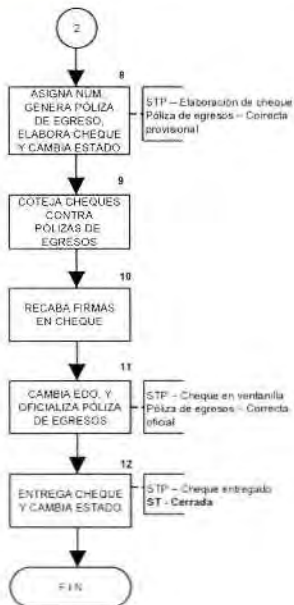 2
8
ASIGNA NUM.
GENERA PÓLIZA
DE EGRESO,
ELABORA CHEQUE
Y CAMBIA ESTADO
STP – Elaboración de cheque
Póliza de egresos – Correcta
provisional
9
COTEJA CHEQUES
CONTRA
PÓLIZAS DE
EGRESOS
10
RECABA FIRMAS
EN CHEQUE
11
CAMBIA EDO. Y
OFICIALIZA PÓLIZA
DE EGRESOS
STP – Cheque en ventanilla
Póliza de egresos – Correcta
oficial
12
ENTREGA CHEQUE
Y CAMBIA ESTADO
STP – Cheque entregado
ST - Cerrada
FIN